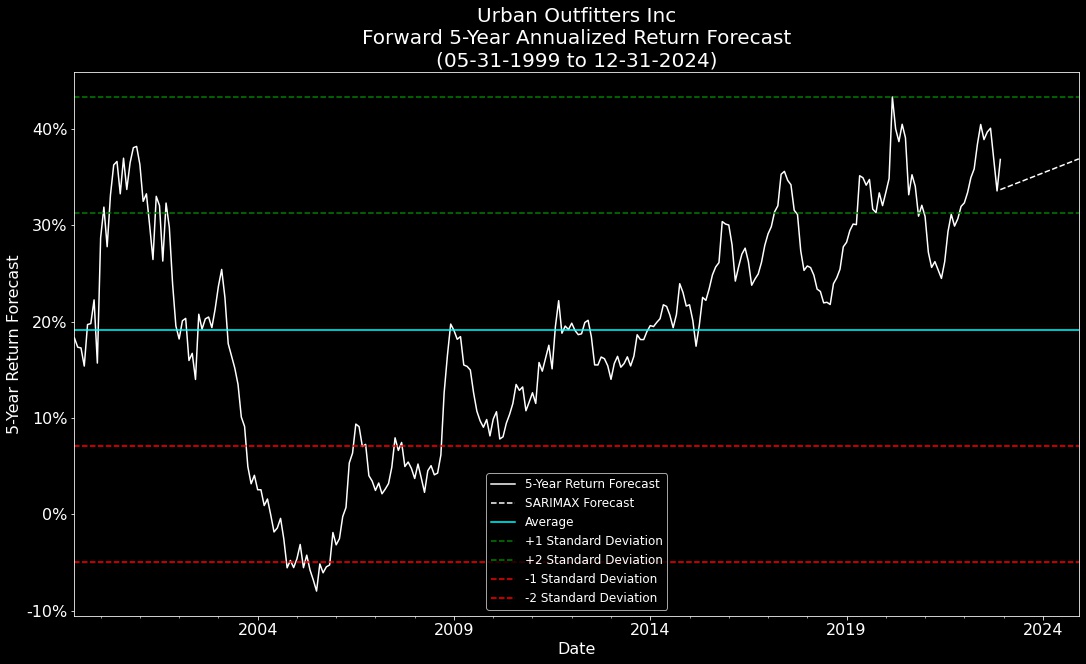 Urban Outfitters Inc
Forward 5-Year Annualized Return Forecast
(05-31-1999 to 12-31-2024)
5-Year Return Forecast
40%
30%
20%
10%
0%
-10%
5-Year Return Forecast
SARIMAX Forecast
Average
+1 Standard Deviation
+2 Standard Deviation
-1 Standard Deviation
-2 Standard Deviation
2004
2009
2014
2019
2024
Date